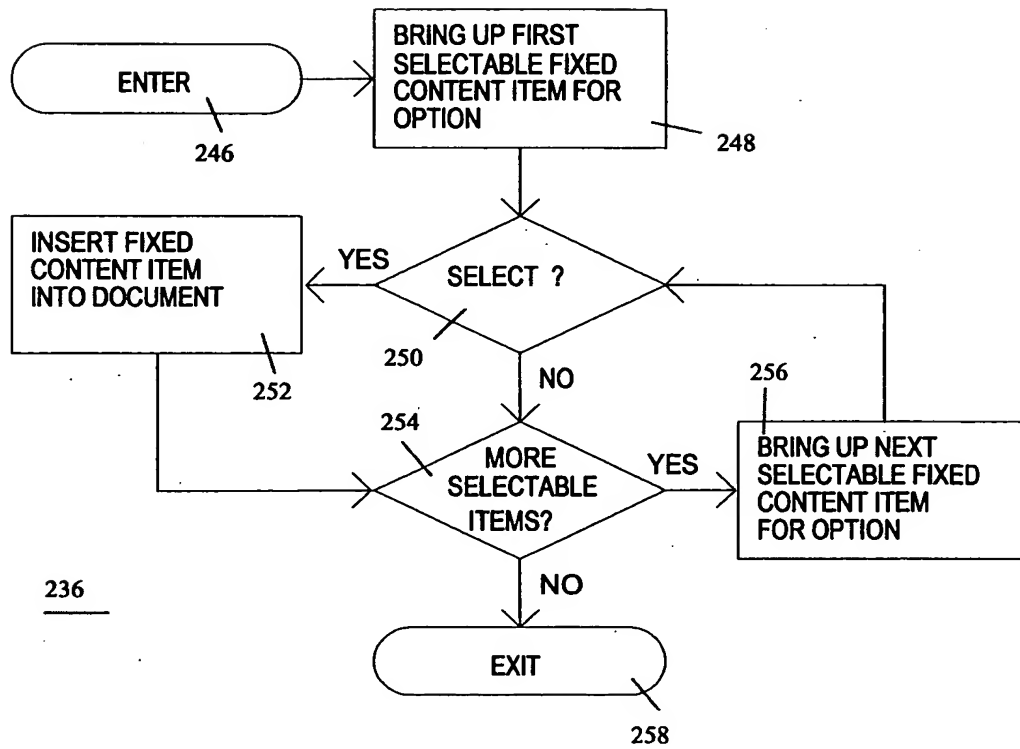 ENTER
246
BRING UP FIRST
SELECTABLE FIXED
CONTENT ITEM FOR
OPTION
248
INSERT FIXED
CONTENT ITEM
INTO DOCUMENT
252
YES
SELECT ?
250
NO
254
MORE
SELECTABLE
ITEMS?
YES
256
BRING UP NEXT
SELECTABLE FIXED
CONTENT ITEM
FOR OPTION
NO
236
EXIT
258